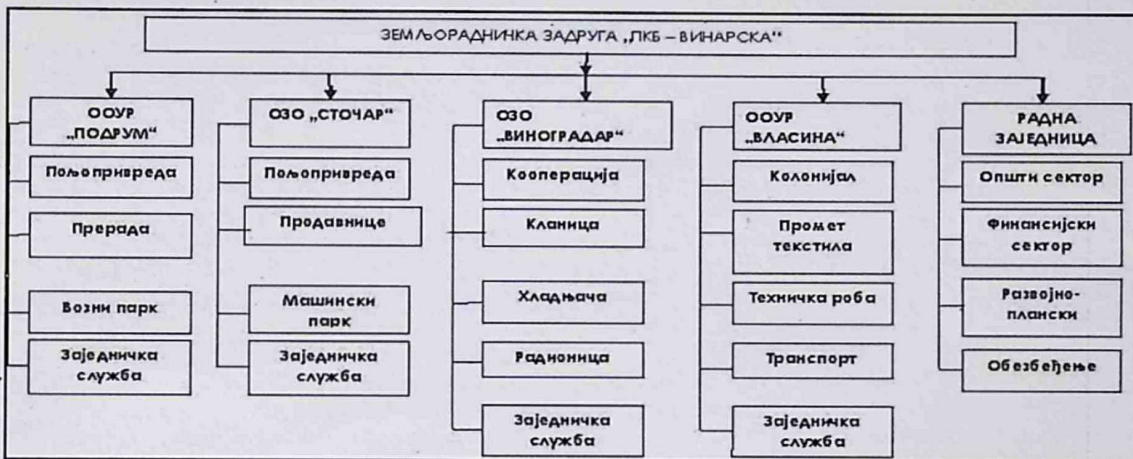 ЗЕМЉОРАДНИЧКА ЗАДРУГА „ПКБ – ВИНАРСКА“
ООУР
„ПОДРУМ“
Пољопривреда
Прерада
Возни парк
Заједничка
служба
ОЗО „СТОЧАР“
Пољопривреда
Продавнице
Машински
парк
Заједничка
служба
ОЗО
„ВИНОГРАДАР“
Кооперација
Кланица
Хладњача
Радионица
Заједничка
служба
ООУР
„ВЛАСИНА“
Колонијал
Промет
текстила
Техничка роба
Транспорт
Заједничка
служба
РАДНА
ЗАЈЕДНИЦА
Општи сектор
Финансијски
сектор
Развојно-
плански
Обезбеђење